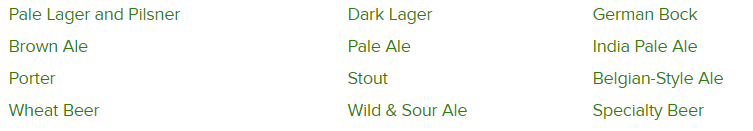 Pale Lager and Pilsner Dark Lager German Bock
Brown Ale Pale Ale India Pale Ale
Porter Stout Belgian-Style Ale
Wheat Beer Wild & Sour Ale Specialty Beer